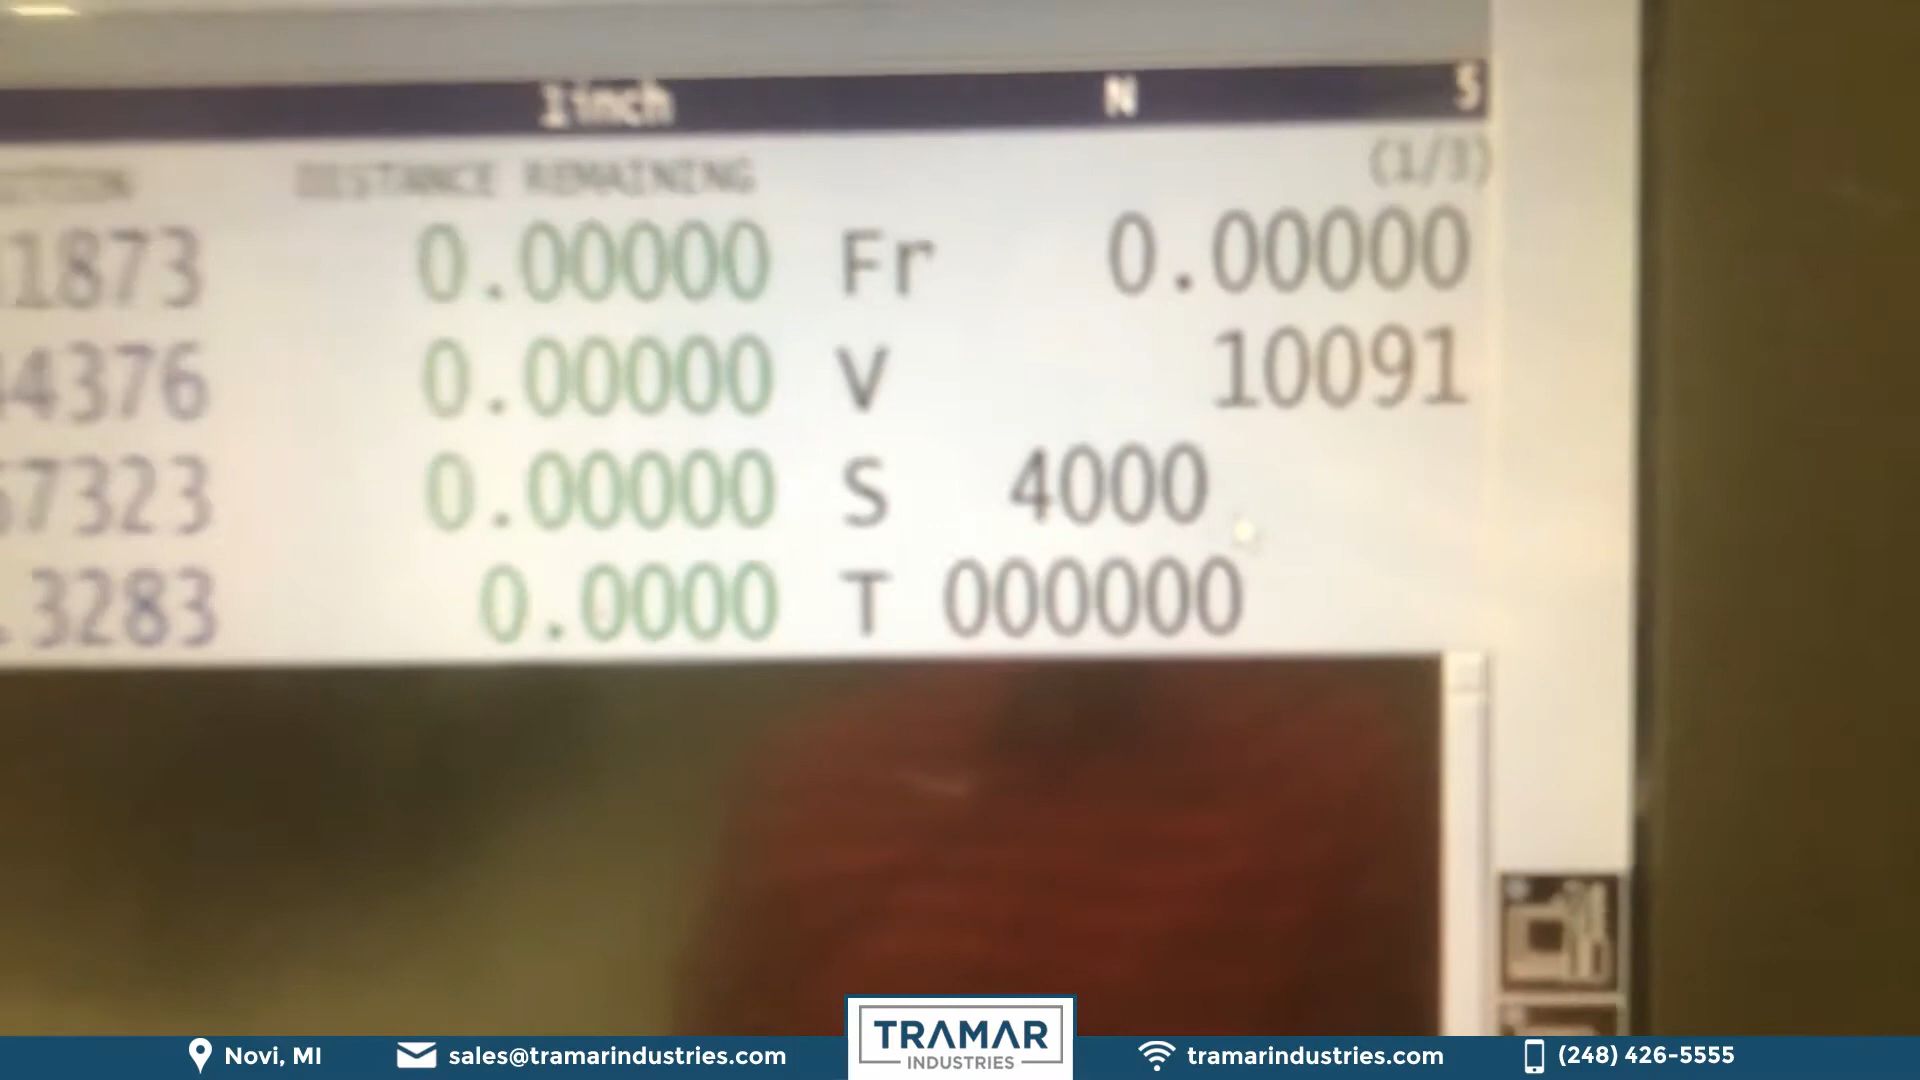 1inch N S
DISTANCE REMAINING (1/3)
1873 0.00000 Fr 0.00000
4376 0.00000 V 10091
7323 0.00000 S 4000
.3283 0.0000 T 000000
TRAMAR
INDUSTRIES
Novi, MI sales@tramarindustries.com tramarindustries.com (248) 426-5555